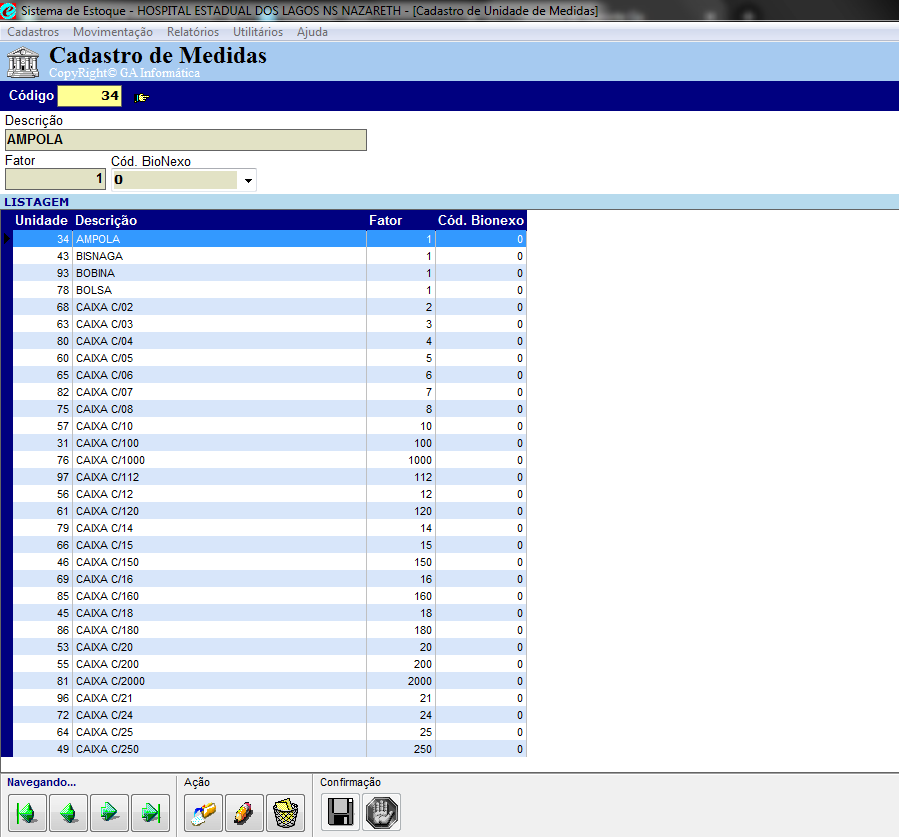 Sistema de Estoque - HOSPITAL ESTADUAL DOS LAGOS NS NAZARETH - [Cadastro de Unidade de Medidas]
Cadastros Movimentação Relatórios Utilitários Ajuda
Cadastro de Medidas
CopyRight© GA Informática
Código 34
Descrição
AMPOLA
Fator Cód. BioNexo
1 0
LISTAGEM
Unidade Descrição Fator Cód. Bionexo
34 AMPOLA 1 0
43 BISNAGA 1 0
93 BOBINA 1 0
78 BOLSA 1 0
68 CAIXA C/02 2 0
63 CAIXA C/03 3 0
80 CAIXA C/04 4 0
60 CAIXA C/05 5 0
65 CAIXA C/06 6 0
82 CAIXA C/07 7 0
75 CAIXA C/08 8 0
57 CAIXA C/10 10 0
31 CAIXA C/100 100 0
76 CAIXA C/1000 1000 0
97 CAIXA C/112 112 0
56 CAIXA C/12 12 0
61 CAIXA C/120 120 0
79 CAIXA C/14 14 0
66 CAIXA C/15 15 0
46 CAIXA C/150 150 0
69 CAIXA C/16 16 0
85 CAIXA C/160 160 0
45 CAIXA C/18 18 0
86 CAIXA C/180 180 0
53 CAIXA C/20 20 0
55 CAIXA C/200 200 0
81 CAIXA C/2000 2000 0
96 CAIXA C/21 21 0
72 CAIXA C/24 24 0
64 CAIXA C/25 25 0
49 CAIXA C/250 250 0
Navegando... Ação Confirmação